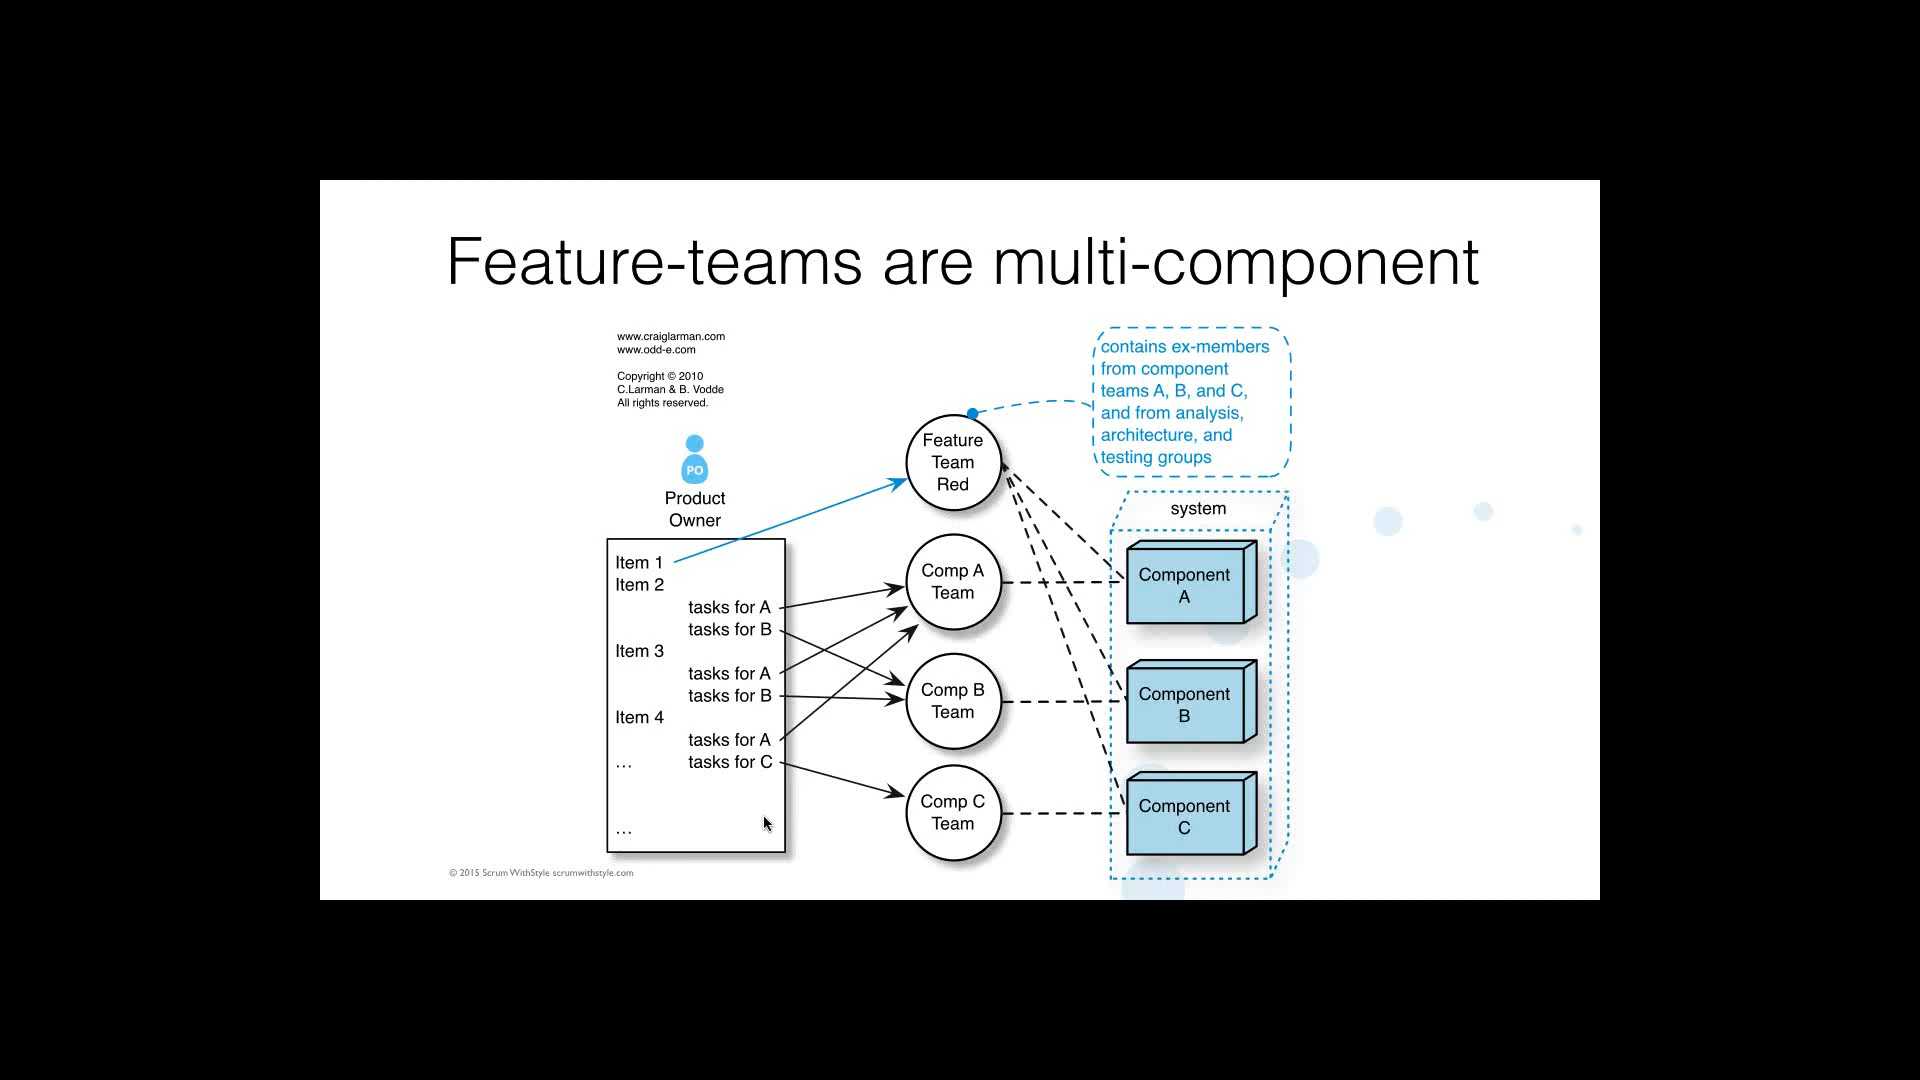 Feature-teams are multi-component
www.craiglarman.com
www.odd-e.com
Copyright © 2010
C.Larman & B. Vodde
All rights reserved.
contains ex-members
from component
teams A, B, and C,
and from analysis,
architecture, and
testing groups
PO
Product
Owner
Feature
Team
Red
system
Item 1
Item 2
tasks for A
tasks for B
Item 3
tasks for A
tasks for B
Item 4
tasks for A
... tasks for C
...
Comp A
Team
Comp B
Team
Comp C
Team
Component
A
Component
B
Component
C
© 2015 Scrum WithStyle scrumwithstyle.com